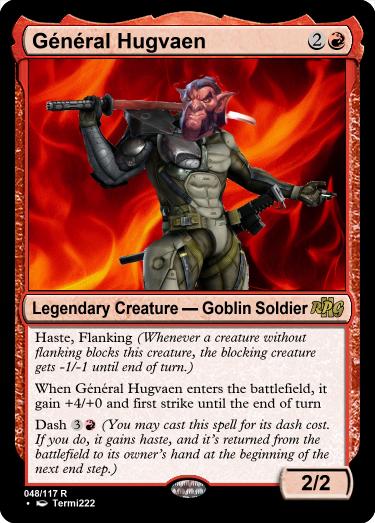 Général Hugvaen 2
RPG
Legendary Creature — Goblin Soldier
Haste, Flanking (Whenever a creature without
flanking blocks this creature, the blocking creature
gets -1/-1 until end of turn.)
When Général Hugvaen enters the battlefield, it
gain +4/+0 and first strike until the end of turn
Dash 3 (You may cast this spell for its dash cost.
If you do, it gains haste, and it's returned from the
battlefield to its owner's hand at the beginning of the
next end step.)
2/2
048/117 R
• Termi222